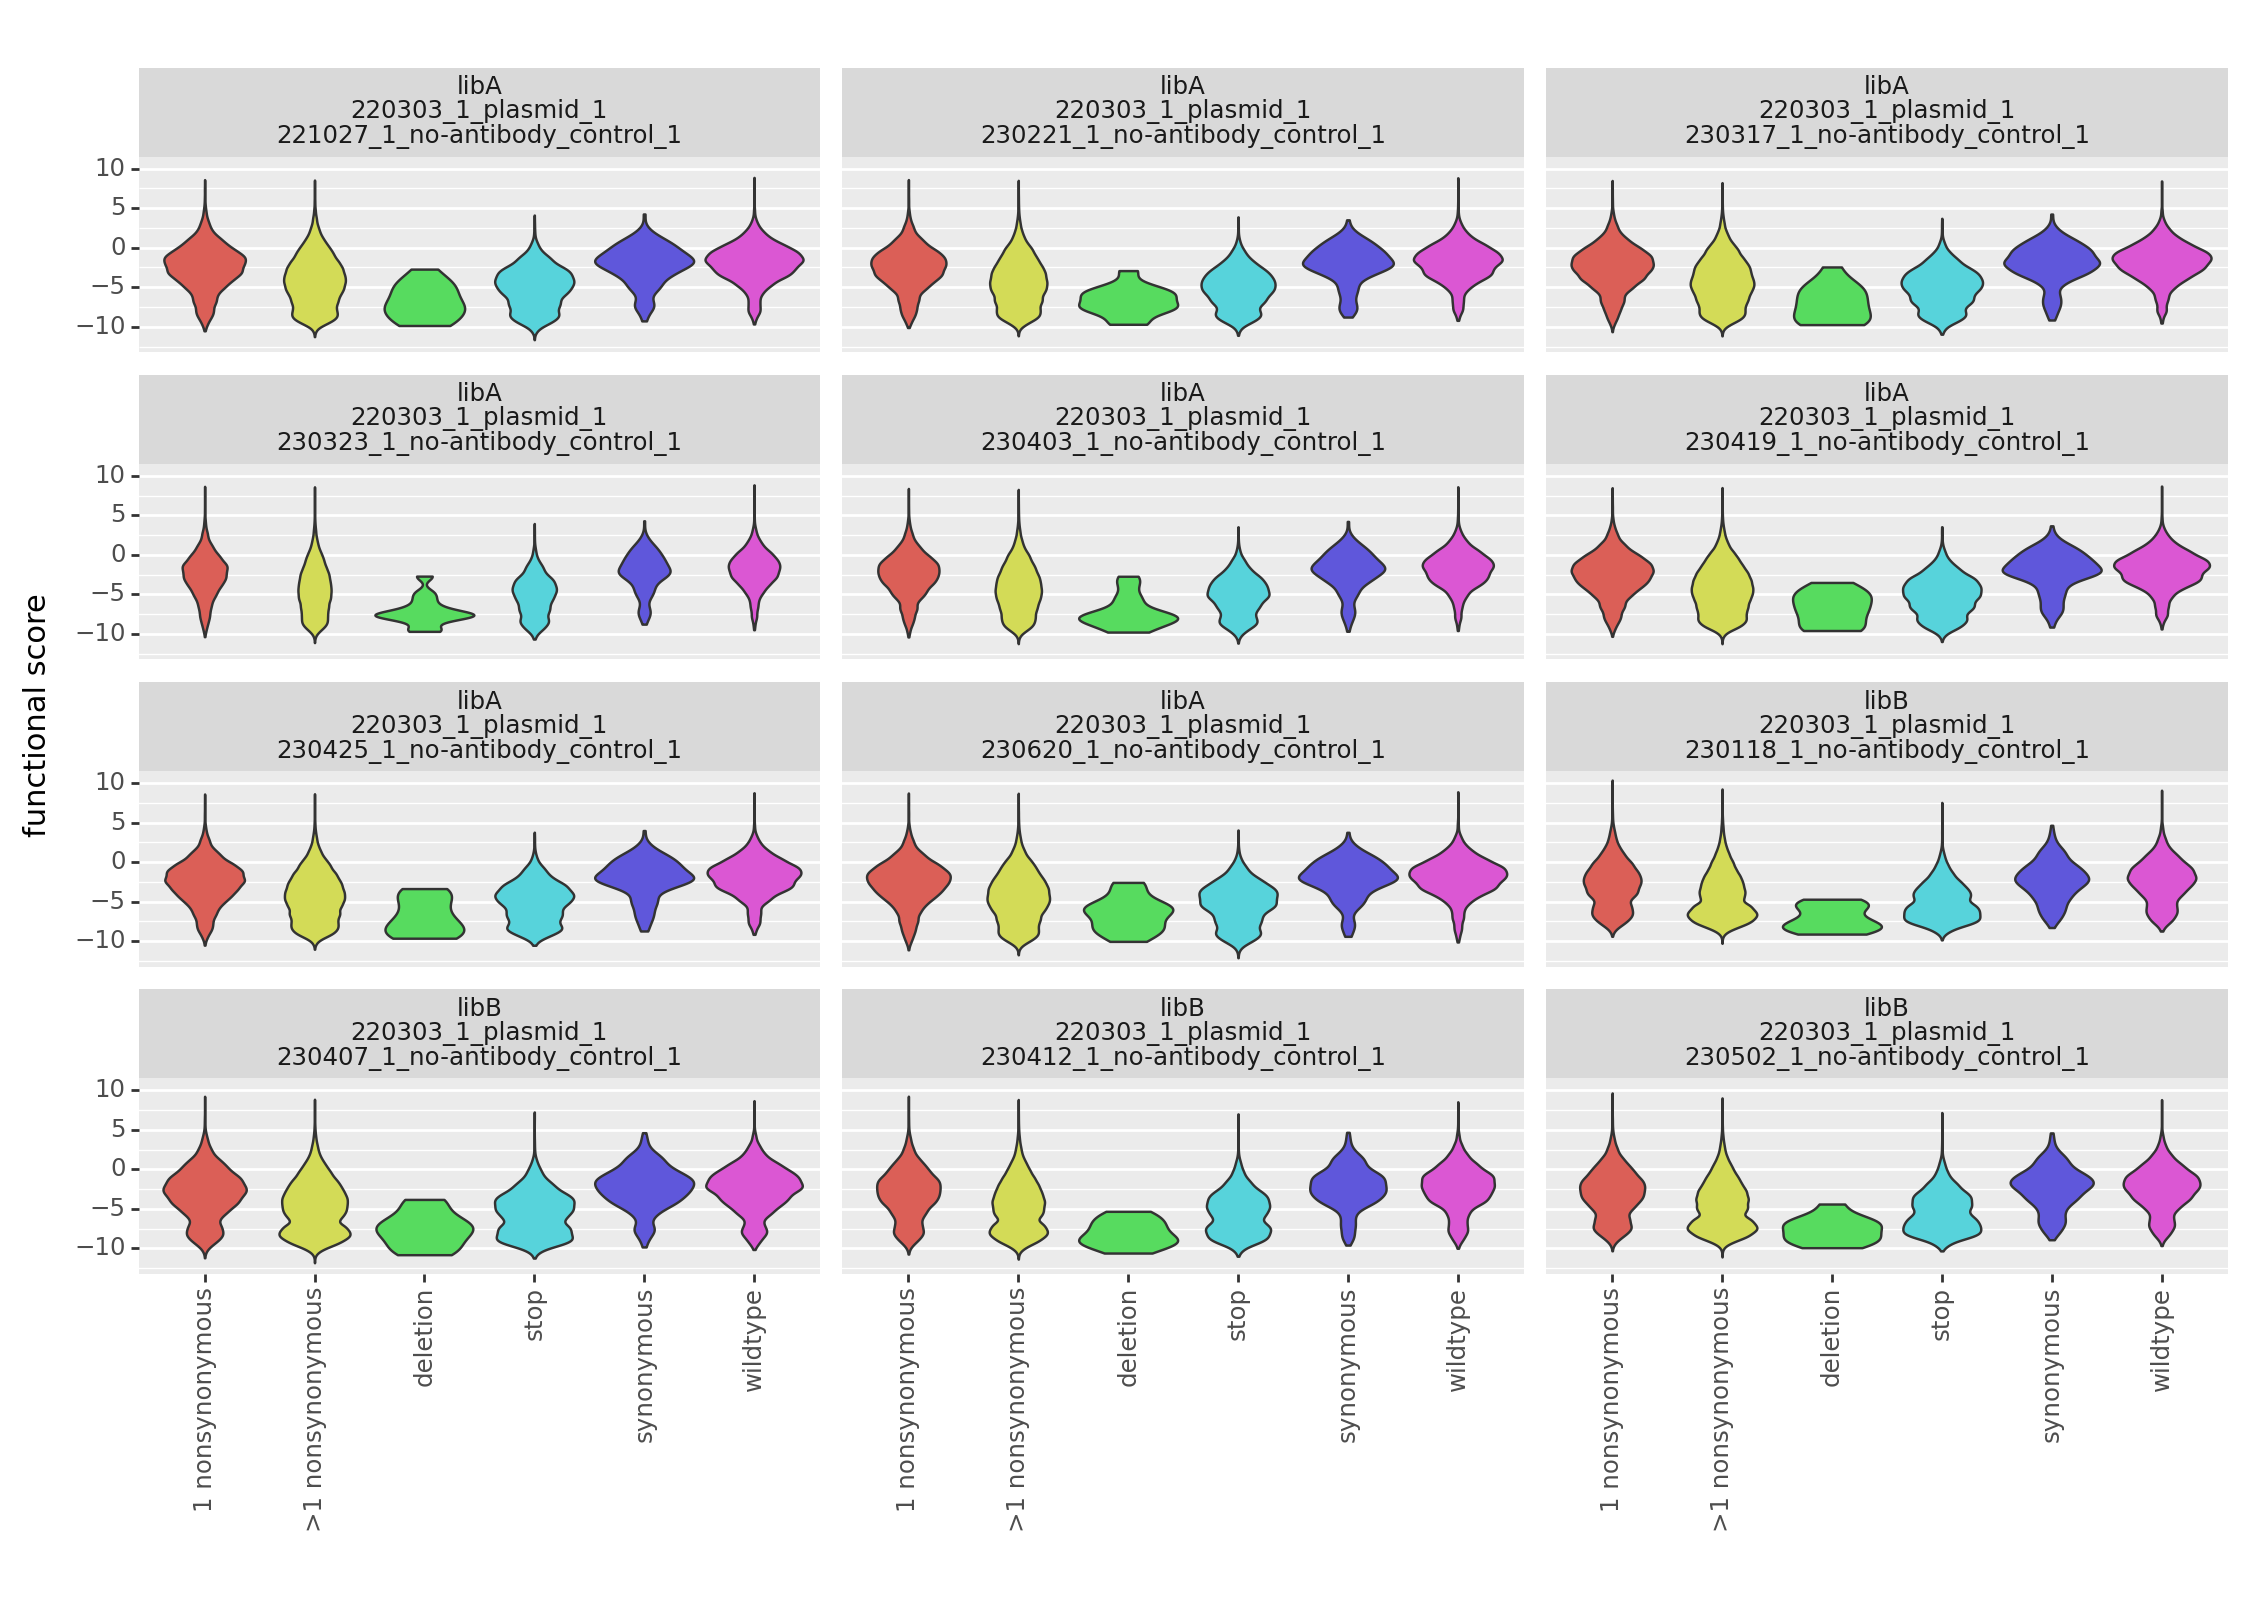 libA
220303_1_plasmid_1
221027_1_no-antibody_control_1
libA
220303_1_plasmid_1
230221_1_no-antibody_control_1
libA
220303_1_plasmid_1
230317_1_no-antibody_control_1
10
5
0
−5
−10
libA
220303_1_plasmid_1
230323_1_no-antibody_control_1
libA
220303_1_plasmid_1
230403_1_no-antibody_control_1
libA
220303_1_plasmid_1
230419_1_no-antibody_control_1
10
5
0
−5
−10
functional score
libA
220303_1_plasmid_1
230425_1_no-antibody_control_1
libA
220303_1_plasmid_1
230620_1_no-antibody_control_1
libB
220303_1_plasmid_1
230118_1_no-antibody_control_1
10
5
0
−5
−10
libB
220303_1_plasmid_1
230407_1_no-antibody_control_1
libB
220303_1_plasmid_1
230412_1_no-antibody_control_1
libB
220303_1_plasmid_1
230502_1_no-antibody_control_1
10
5
0
−5
−10
1 nonsynonymous
>1 nonsynonymous
deletion
stop
synonymous
wildtype
1 nonsynonymous
>1 nonsynonymous
deletion
stop
synonymous
wildtype
1 nonsynonymous
>1 nonsynonymous
deletion
stop
synonymous
wildtype